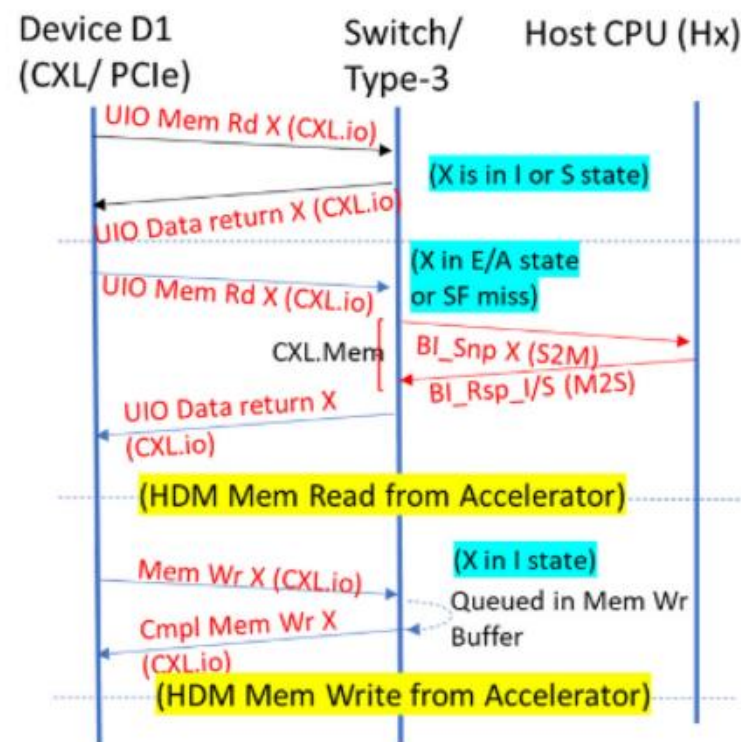 Device D1
(CXL/ PCIe)
Switch/
Type-3
Host CPU (Hx)
UIO Mem Rd X (CXL.io)
(X is in I or S state)
UIO Data return X (CXL.io)
(X in E/A state
or SF miss)
UIO Mem Rd X (CXL.io)
CXL.Mem
BI_Snp X (S2M)
BI_Rsp_I/S (M2S)
UIO Data return X
(CXL.io)
(HDM Mem Read from Accelerator)
(X in I state)
Mem Wr X (CXL.io)
Queued in Mem Wr
Buffer
Cmpl Mem Wr X
(CXL.io)
(HDM Mem Write from Accelerator)